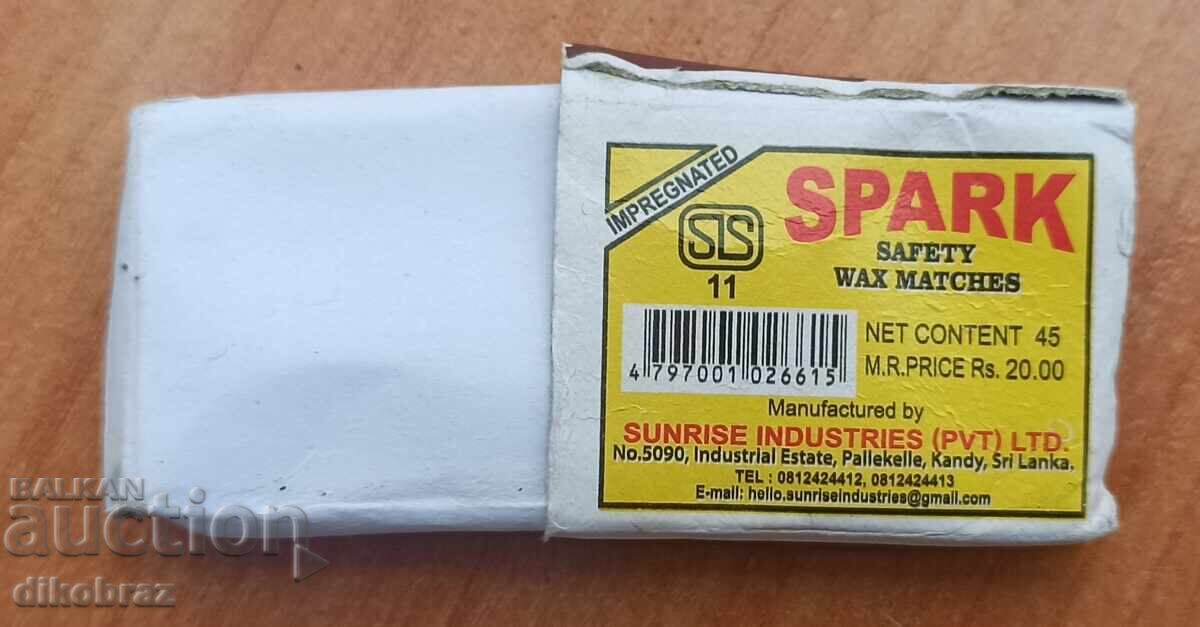 IMPREGNATED
SLS
11
SPARK
SAFETY
WAX MATCHES
4 797001 026615
NET CONTENT 45
M.R.PRICE Rs. 20.00
Manufactured by
SUNRISE INDUSTRIES (PVT) LTD.
No.5090, Industrial Estate, Pallekelle, Kandy, Sri Lanka.
TEL : 0812424412, 0812424413
E-mail: hello.sunriseindustries@gmail.com
BALKAN
auction
dikobraz